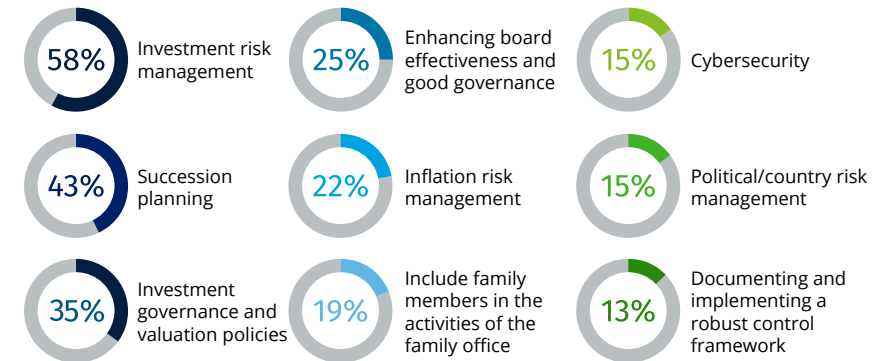 58%
Investment risk
management
43%
Succession
planning
35%
Investment
governance and
valuation policies
25%
Enhancing board
effectiveness and
good governance
22%
Inflation risk
management
19%
Include family
members in the
activities of the
family office
15%
Cybersecurity
15%
Political/country risk
management
13%
Documenting and
implementing a
robust control
framework